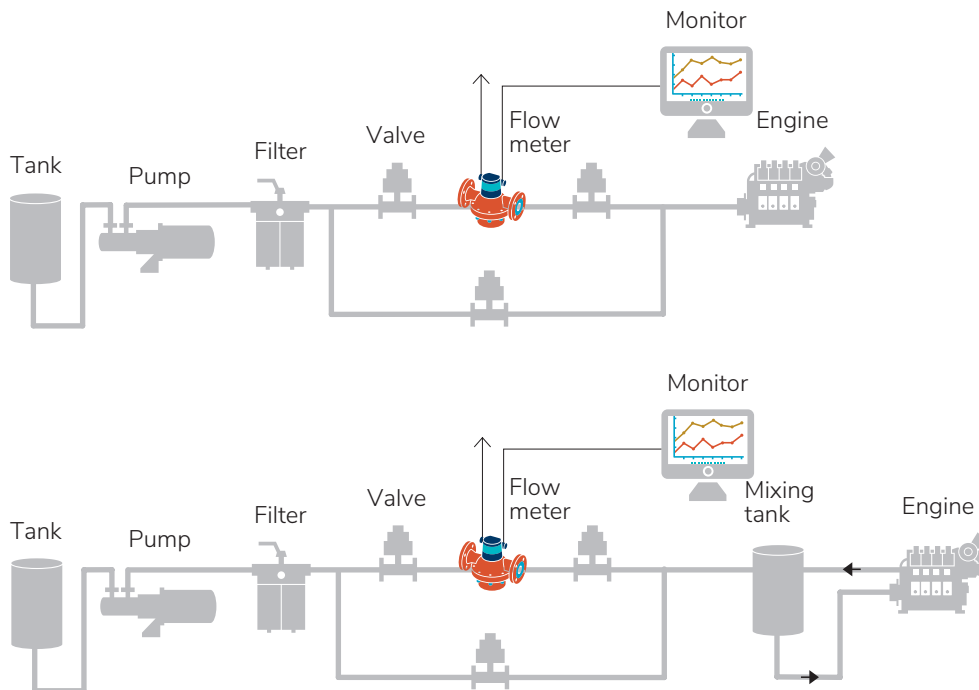 Monitor
Valve
Flow
meter
Engine
Tank
Pump
Filter
Monitor
Valve
Flow
meter
Mixing
tank
Engine
Tank
Pump
Filter